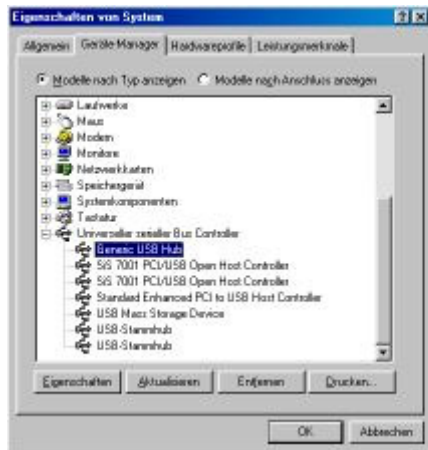 Eigenschaften von System
Allgemein Geräte-Manager Hardwareprofile Leistungsmerkmale
Modelle nach Typ anzeigen Modelle nach Anschluss anzeigen
Laufwerke
Maus
Modem
Monitore
Netzwerkkarten
Speichergerät
Systemkomponenten
Tastatur
Universeller serieller Bus Controller
Generic USB Hub
SiS 7001 PCI/USB Open Host Controller
SiS 7001 PCI/USB Open Host Controller
Standard Enhanced PCI to USB Host Controller
USB Mass Storage Device
USB-Stammhub
USB-Stammhub
Eigenschaften Aktualisieren Entfernen Drucken...
OK Abbrechen